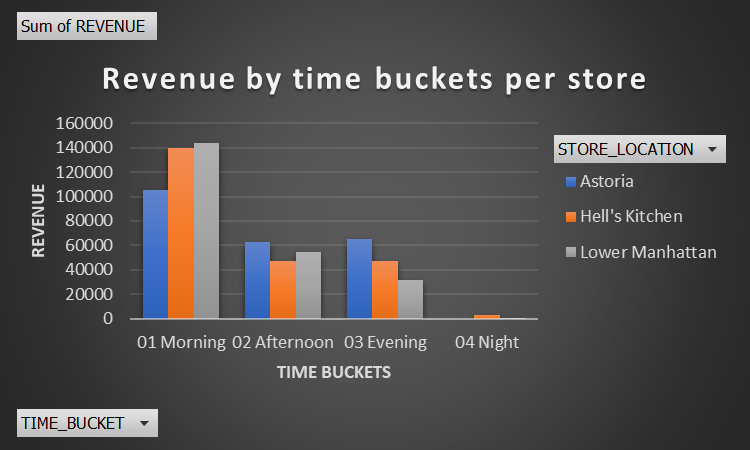 Sum of REVENUE
Revenue by time buckets per store
160000
140000
120000
100000
80000
60000
40000
20000
0
REVENUE
01 Morning 02 Afternoon 03 Evening 04 Night
TIME BUCKETS
STORE_LOCATION
Astoria
Hell's Kitchen
Lower Manhattan
TIME_BUCKET